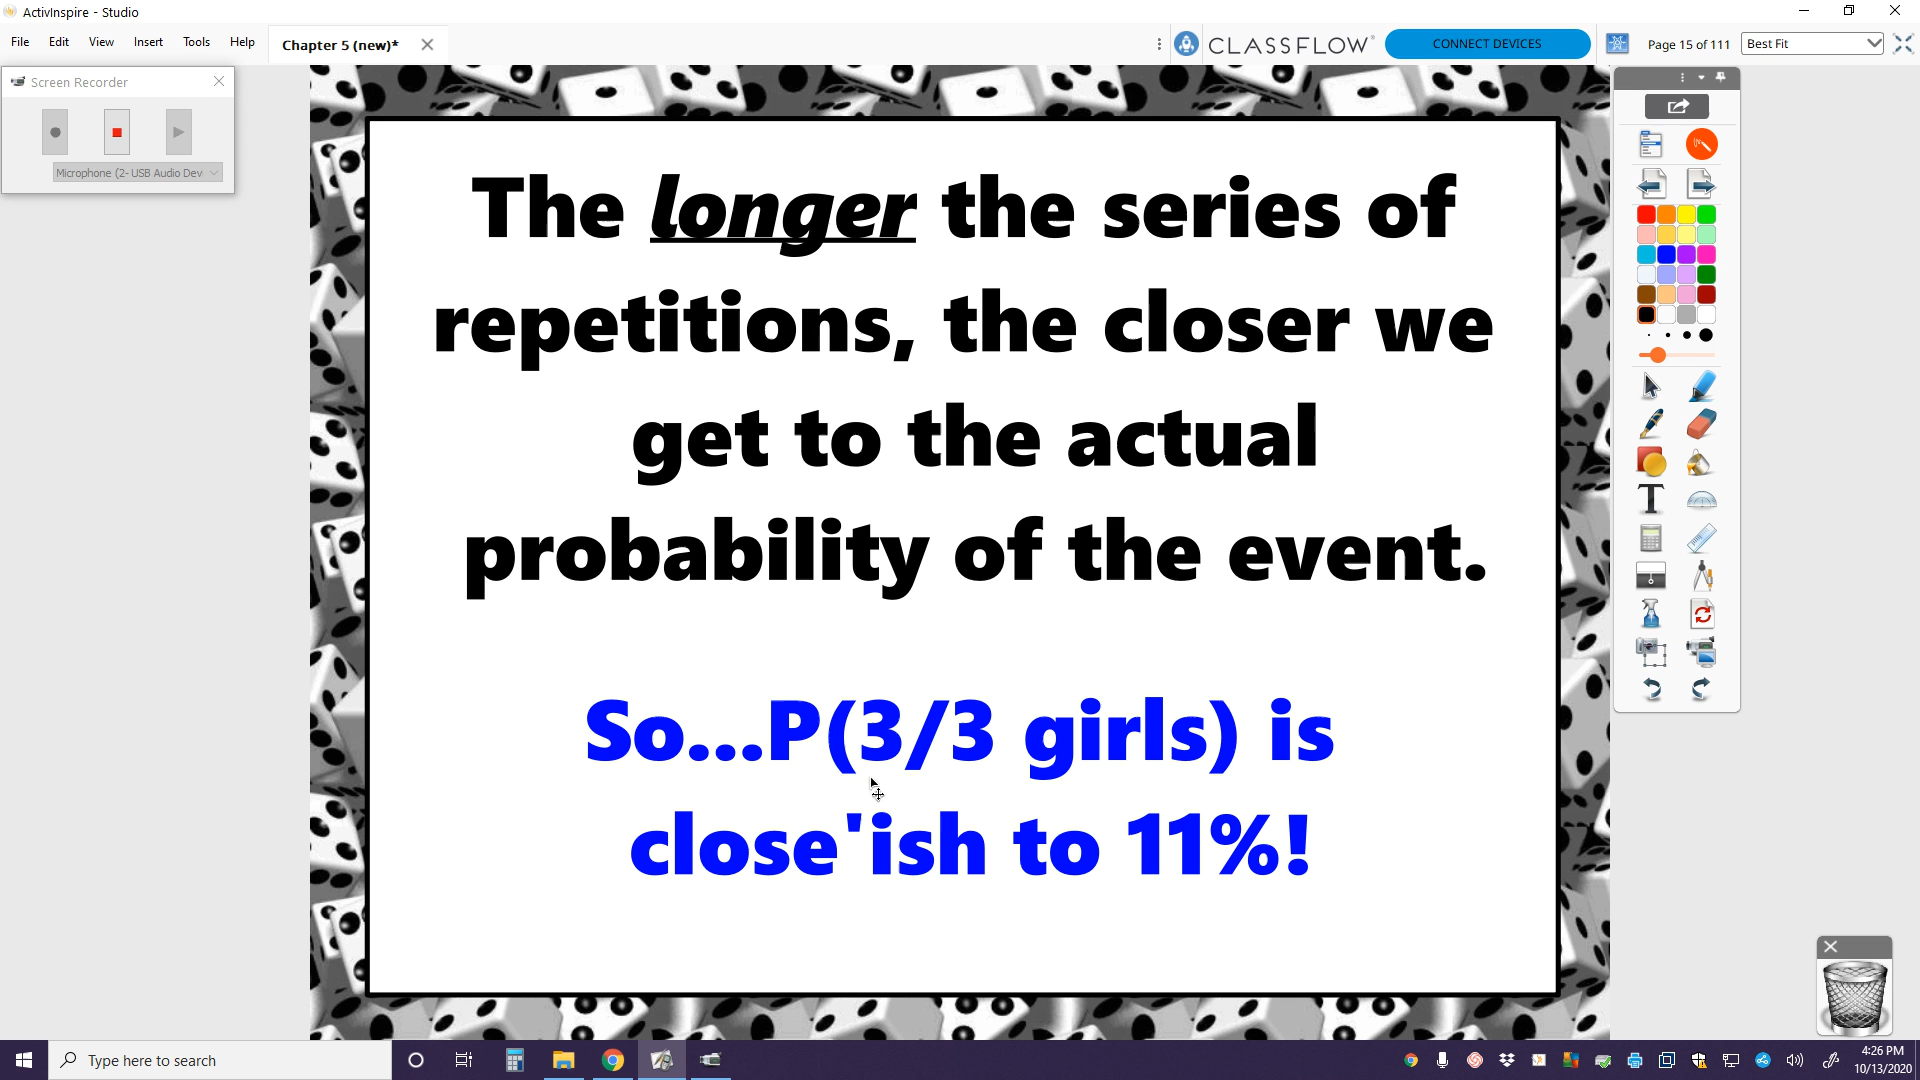 ActivInspire - Studio
File Edit View Insert Tools Help Chapter 5 (new)* CLASSFLOW CONNECT DEVICES Page 15 of 111 Best Fit
Screen Recorder
Microphone (2- USB Audio Dev
The longer the series of
repetitions, the closer we
get to the actual
probability of the event.
So...P(3/3 girls) is
close'ish to 11%!
Type here to search
4:26 PM
10/13/2020